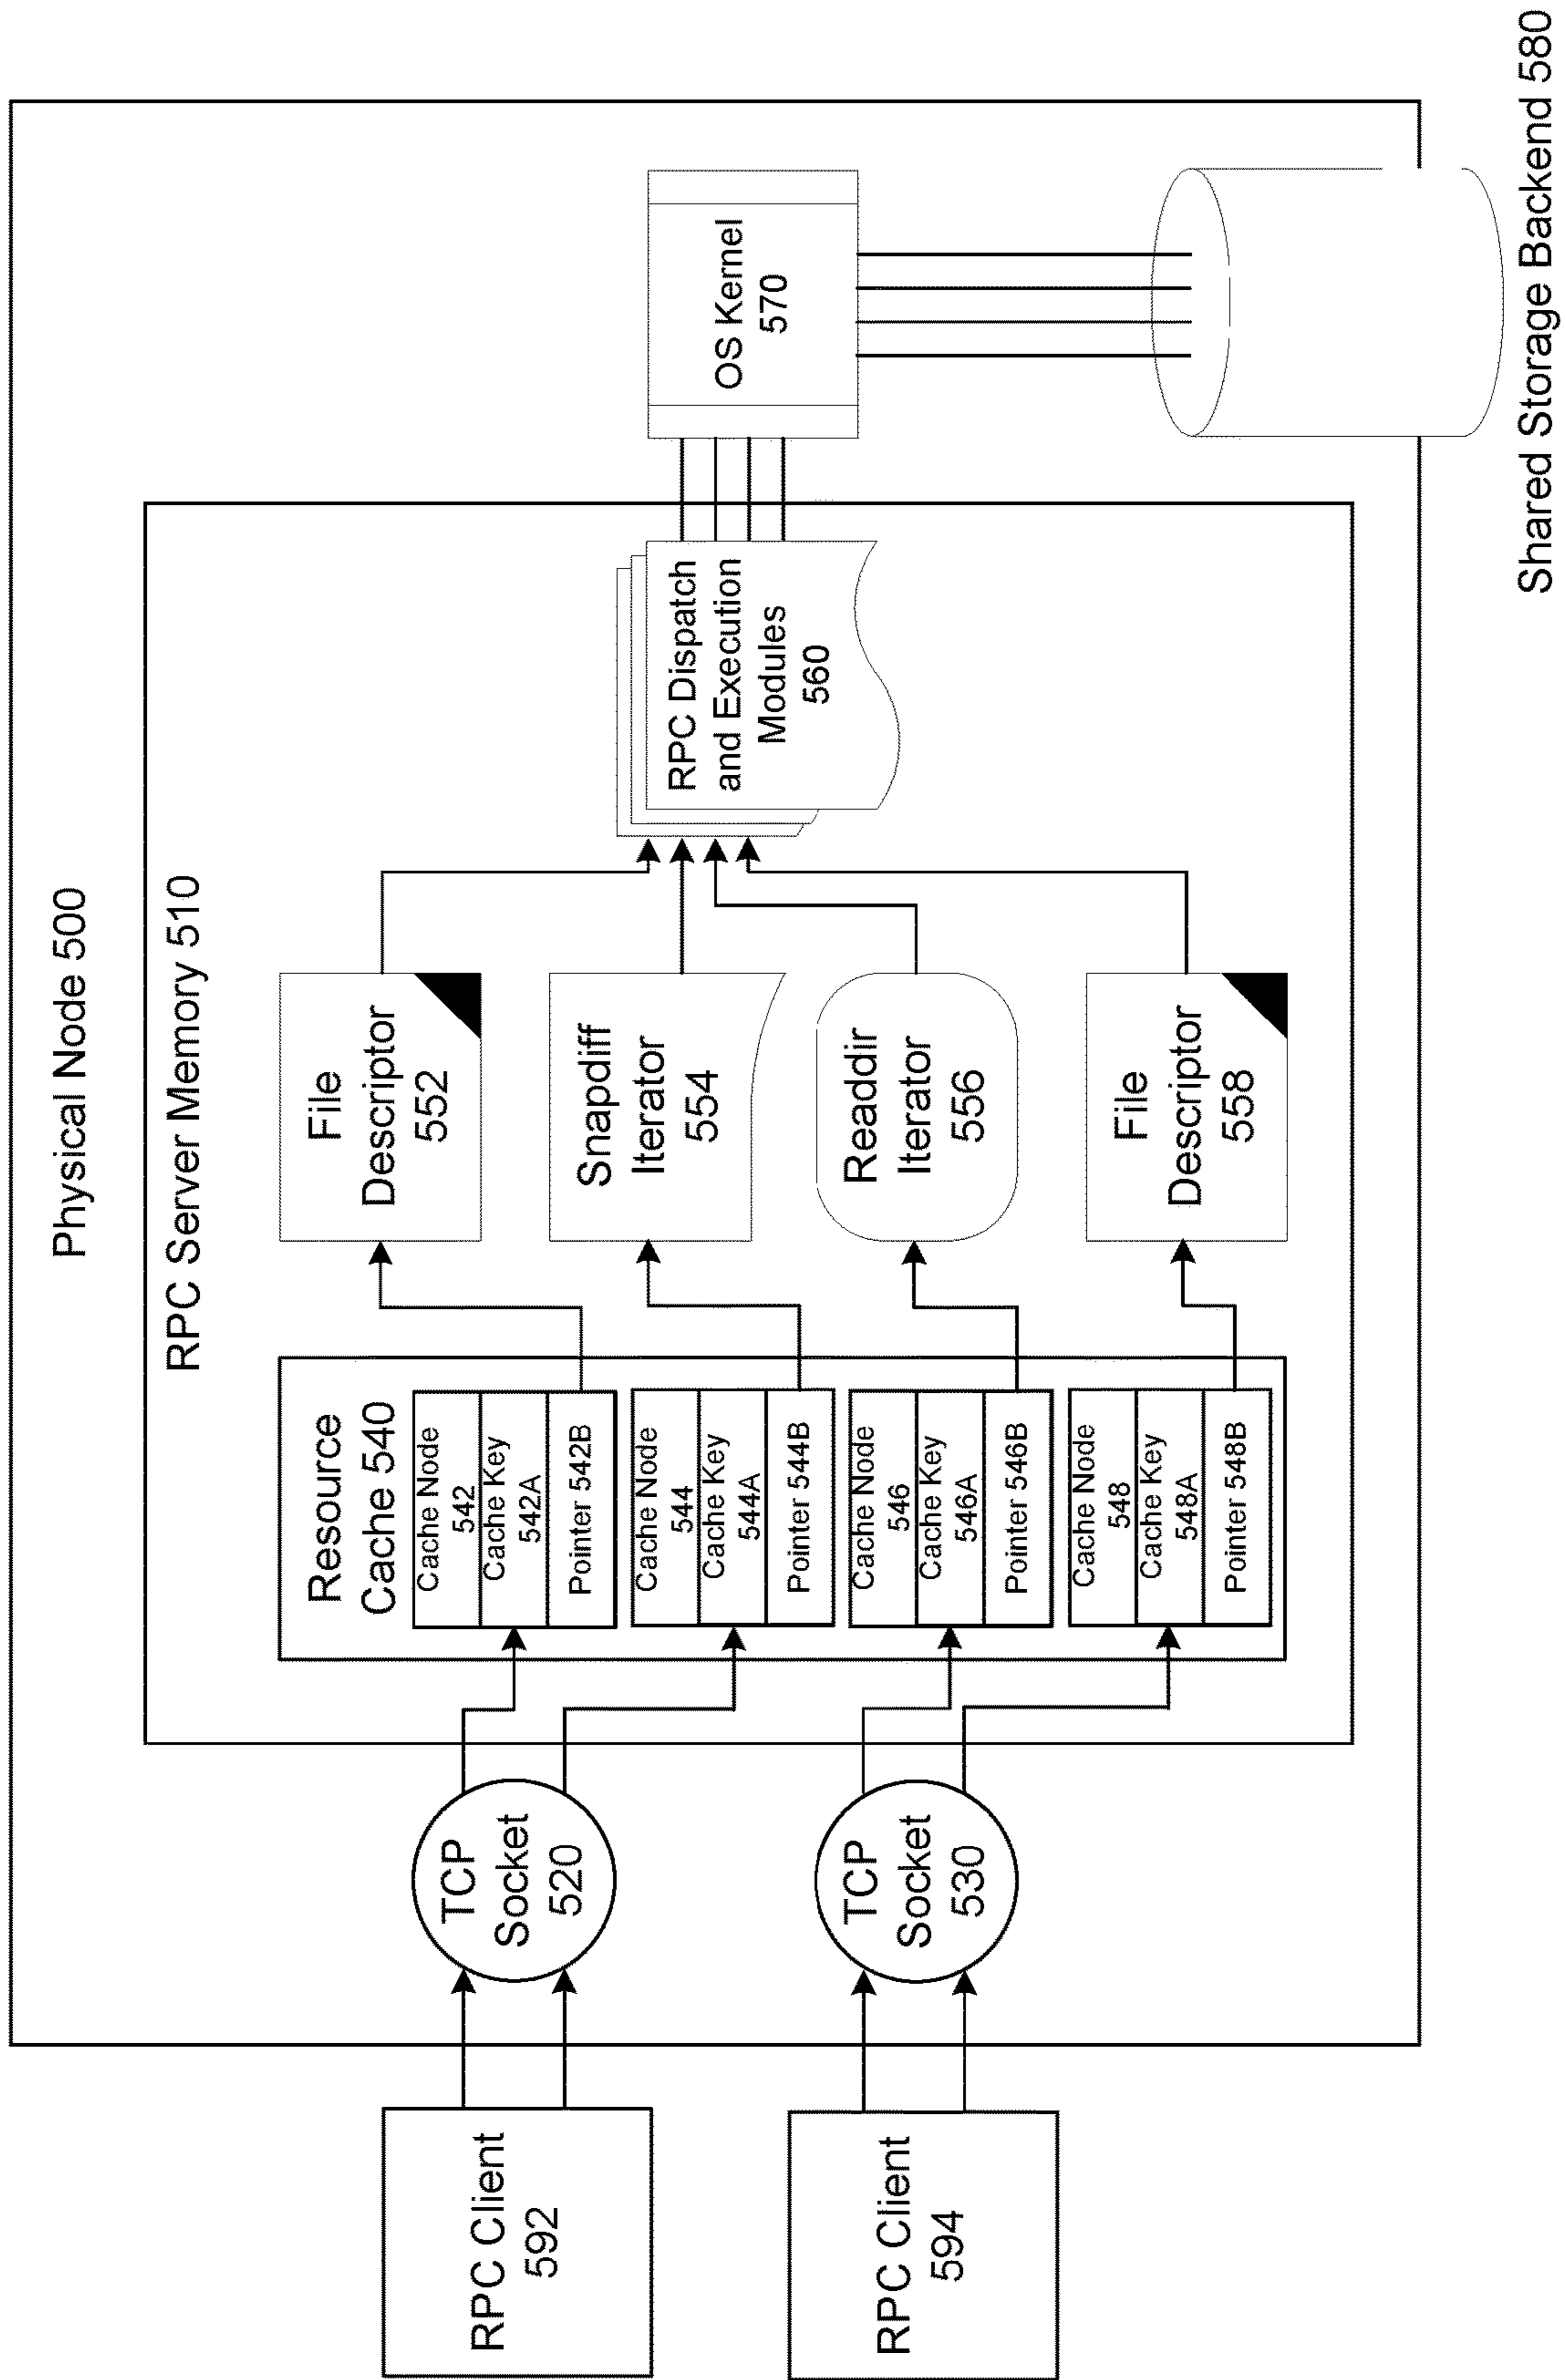 Physical Node 500
RPC Server Memory 510
RPC Client
592
RPC Client
594
TCP
Socket
520
TCP
Socket
530
Resource
Cache 540
Cache Node
542
Cache Key
542A
Pointer 542B
Cache Node
544
Cache Key
544A
Pointer 544B
Cache Node
546
Cache Key
546A
Pointer 546B
Cache Node
548
Cache Key
548A
Pointer 548B
File
Descriptor
552
Snapdiff
Iterator
554
Readdir
Iterator
556
File
Descriptor
558
RPC Dispatch
and Execution
Modules
560
OS Kernel
570
Shared Storage Backend 580